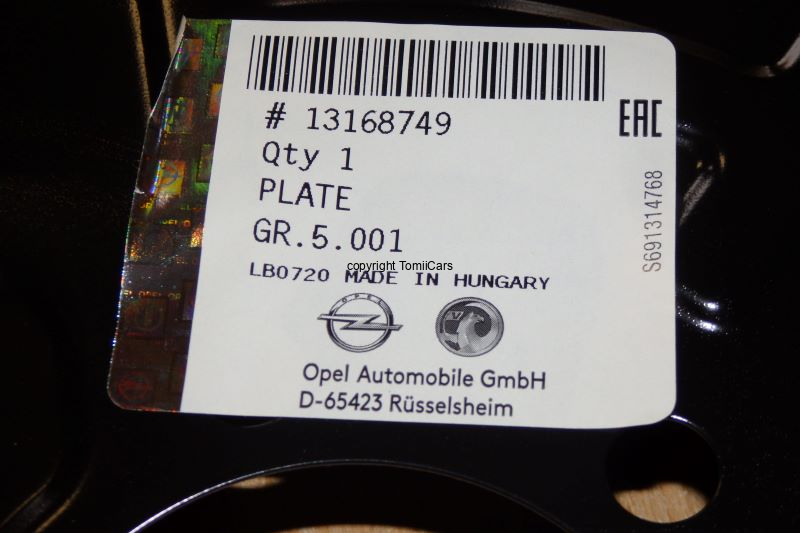 # 13168749
EAC
Qty 1
PLATE
GR.5.001
S691314768
copyright TomiiCars
LB0720 MADE IN HUNGARY
OPEL
V
Opel Automobile GmbH
D-65423 Rüsselsheim